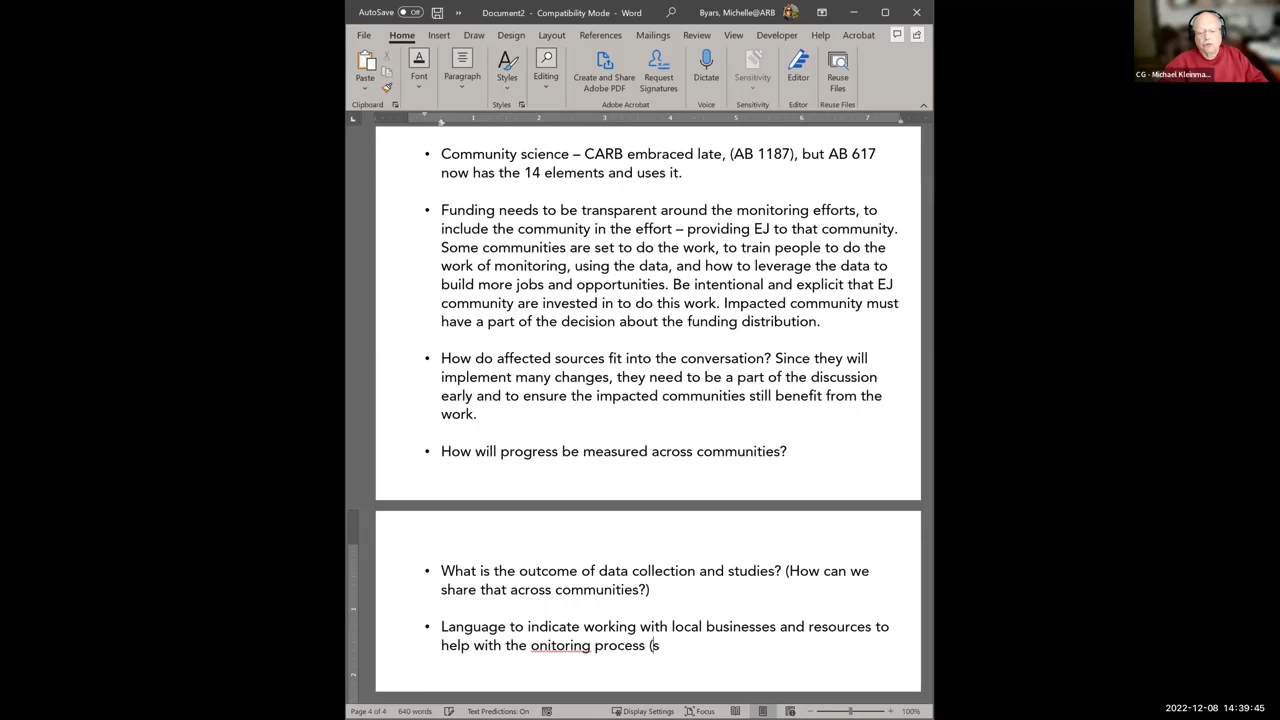 AutoSave Off » Document2 - Compatibility Mode - Word Byars, Michelle@ARB
File Home Insert Draw Design Layout References Mailings Review View Developer Help Acrobat
Paste Font Paragraph Styles Editing Create and Share Adobe PDF Request Signatures Dictate Sensitivity Editor Reuse Files
Clipboard Styles Adobe Acrobat Voice Sensitivity Editor Reuse Files
CG - Michael Kleinma...
1 2 3 4 5 6 7
• Community science – CARB embraced late, (AB 1187), but AB 617
now has the 14 elements and uses it.
• Funding needs to be transparent around the monitoring efforts, to
include the community in the effort – providing EJ to that community.
Some communities are set to do the work, to train people to do the
work of monitoring, using the data, and how to leverage the data to
build more jobs and opportunities. Be intentional and explicit that EJ
community are invested in to do this work. Impacted community must
have a part of the decision about the funding distribution.
• How do affected sources fit into the conversation? Since they will
implement many changes, they need to be a part of the discussion
early and to ensure the impacted communities still benefit from the
work.
• How will progress be measured across communities?
• What is the outcome of data collection and studies? (How can we
share that across communities?)
1
• Language to indicate working with local businesses and resources to
help with the onitoring process (s
2
Page 4 of 4 640 words Text Predictions: On Display Settings Focus 100%
2022-12-08 14:39:45